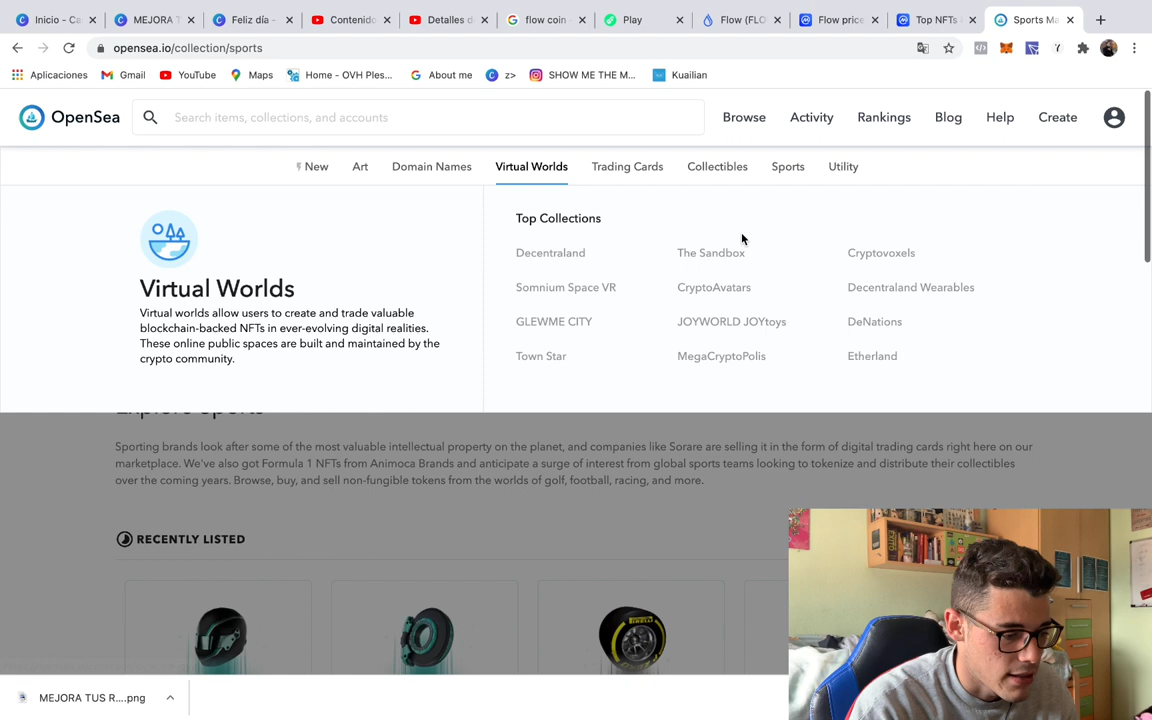 Inicio - Ca
MEJORA T
Feliz día -
Contenido
Detalles d
flow coin -
Play
Flow (FLO
Flow price
Top NFTs
Sports Ma
opensea.io/collection/sports
Aplicaciones
Gmail
YouTube
Maps
Home - OVH Ples...
About me
z>
SHOW ME THE M...
Kuailian
OpenSea
Search items, collections, and accounts
Browse
Activity
Rankings
Blog
Help
Create
New
Art
Domain Names
Virtual Worlds
Trading Cards
Collectibles
Sports
Utility
Virtual Worlds
Virtual worlds allow users to create and trade valuable
blockchain-backed NFTs in ever-evolving digital realities.
These online public spaces are built and maintained by the
crypto community.
Top Collections
Decentraland
The Sandbox
Cryptovoxels
Somnium Space VR
CryptoAvatars
Decentraland Wearables
GLEWME CITY
JOYWORLD JOYtoys
DeNations
Town Star
MegaCryptoPolis
Etherland
Explore Sports
Sporting brands look after some of the most valuable intellectual property on the planet, and companies like Sorare are selling it in the form of digital trading cards right here on our
marketplace. We've also got Formula 1 NFTs from Animoca Brands and anticipate a surge of interest from global sports teams looking to tokenize and distribute their collectibles
over the coming years. Browse, buy, and sell non-fungible tokens from the worlds of golf, football, racing, and more.
RECENTLY LISTED
MEJORA TUS R....png